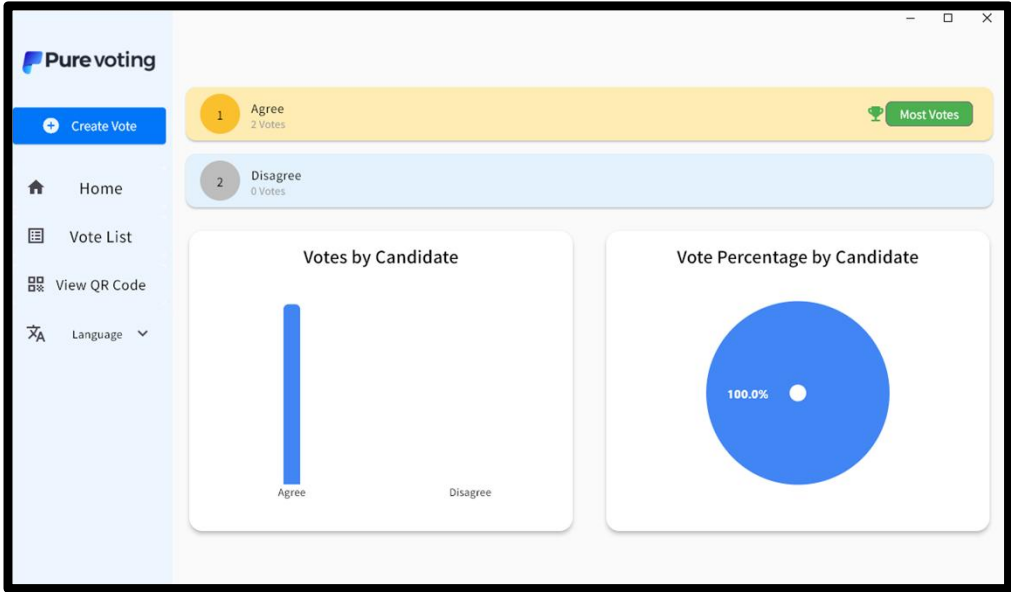 Pure voting
Create Vote
Home
Vote List
View QR Code
Language
1
Agree
2 Votes
Most Votes
2
Disagree
0 Votes
Votes by Candidate
Agree
Disagree
Vote Percentage by Candidate
100.0%